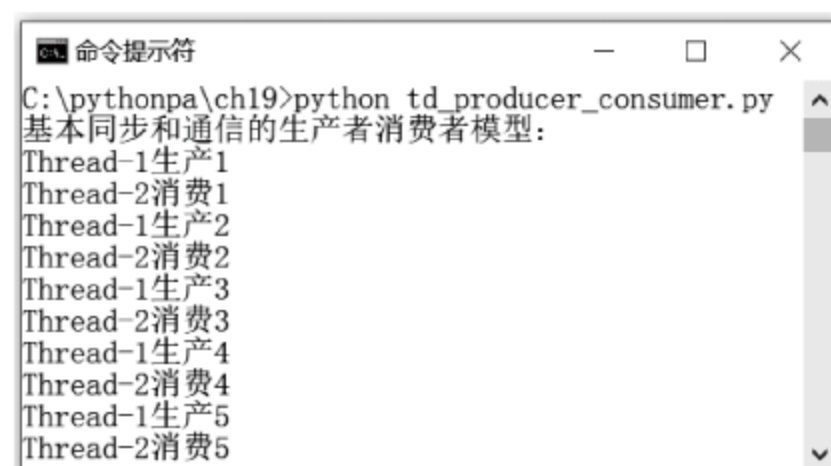 命令提示符
C:\pythonpa\ch19>python td_producer_consumer.py
基本同步和通信的生产者消费者模型:
Thread-1生产1
Thread-2消费1
Thread-1生产2
Thread-2消费2
Thread-1生产3
Thread-2消费3
Thread-1生产4
Thread-2消费4
Thread-1生产5
Thread-2消费5